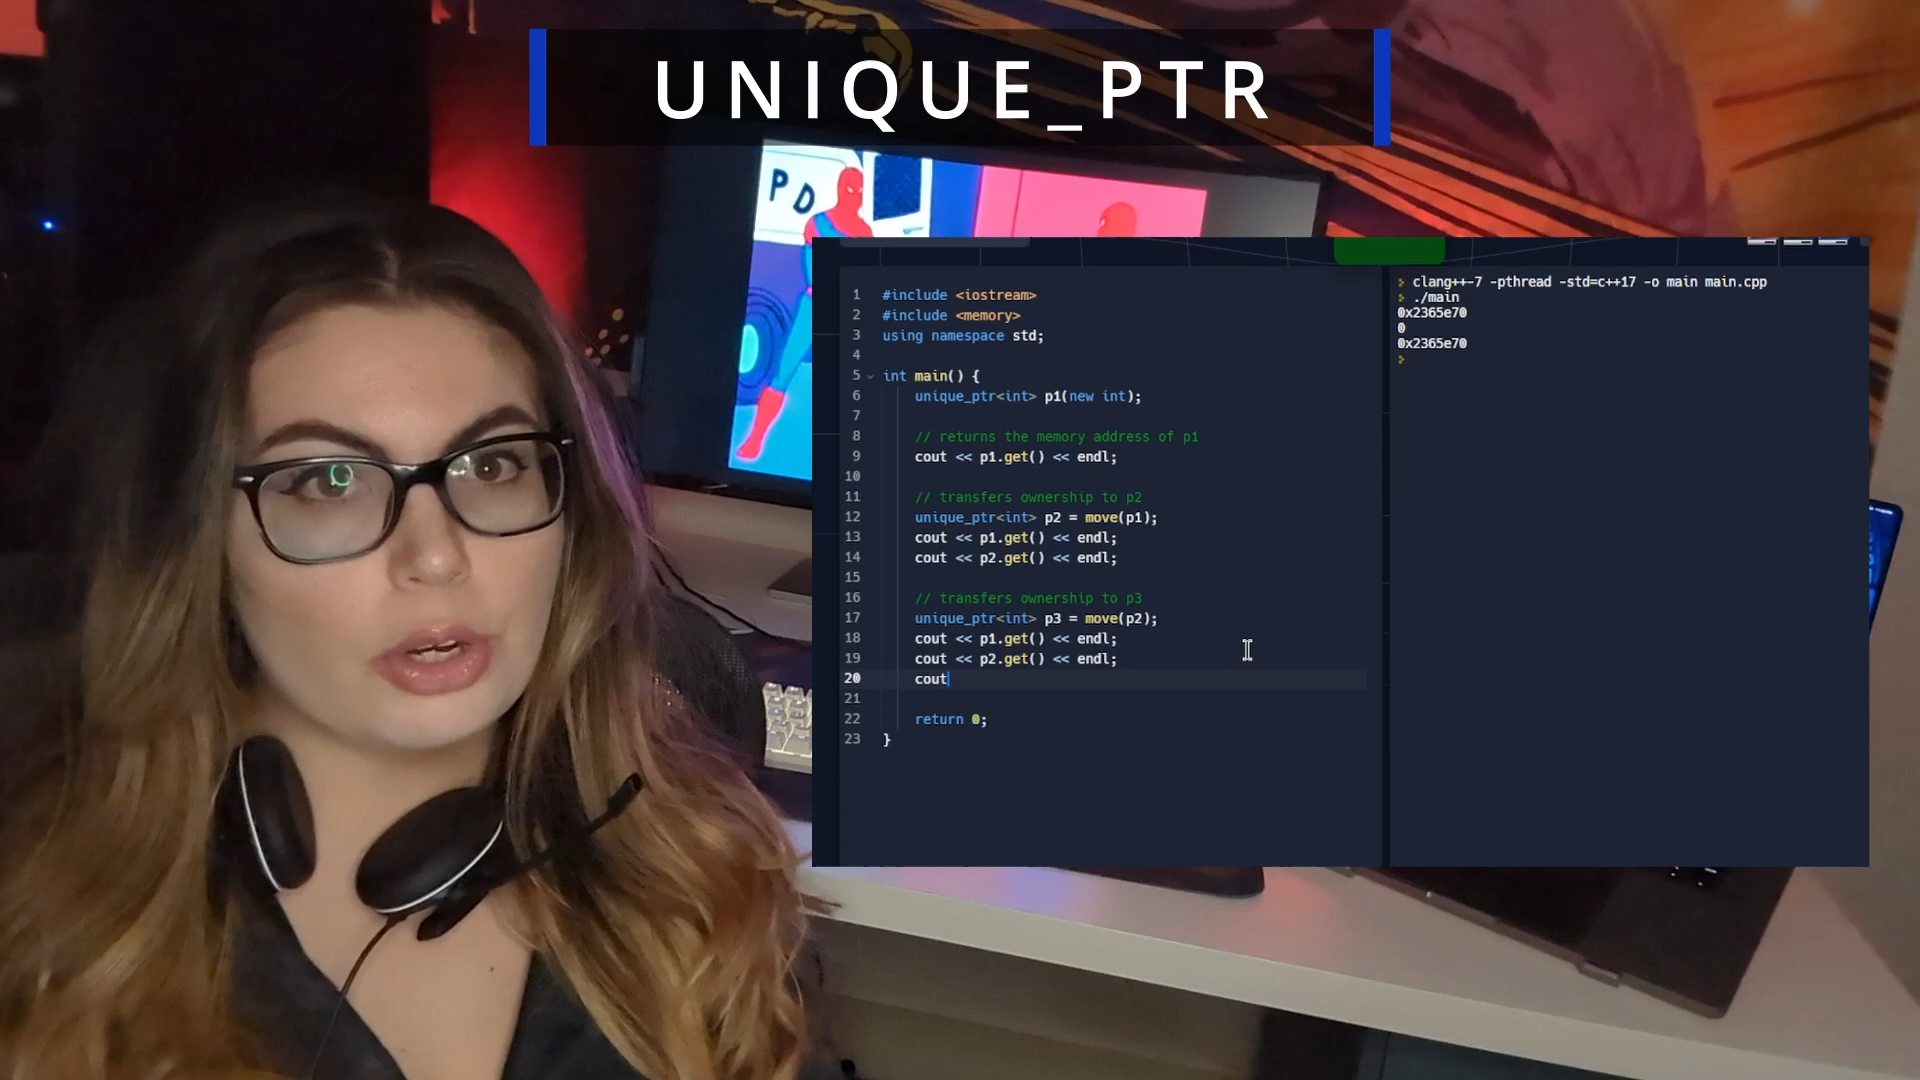 UNIQUE_PTR
PD
1 #include <iostream>
2 #include <memory>
3 using namespace std;
4
5 int main() {
6 unique_ptr<int> p1(new int);
7
8 // returns the memory address of p1
9 cout << p1.get() << endl;
10
11 // transfers ownership to p2
12 unique_ptr<int> p2 = move(p1);
13 cout << p1.get() << endl;
14 cout << p2.get() << endl;
15
16 // transfers ownership to p3
17 unique_ptr<int> p3 = move(p2);
18 cout << p1.get() << endl;
19 cout << p2.get() << endl;
20 cout
21
22 return 0;
23 }
clang++-7 -pthread -std=c++17 -o main main.cpp
./main
0x2365e70
0
0x2365e70